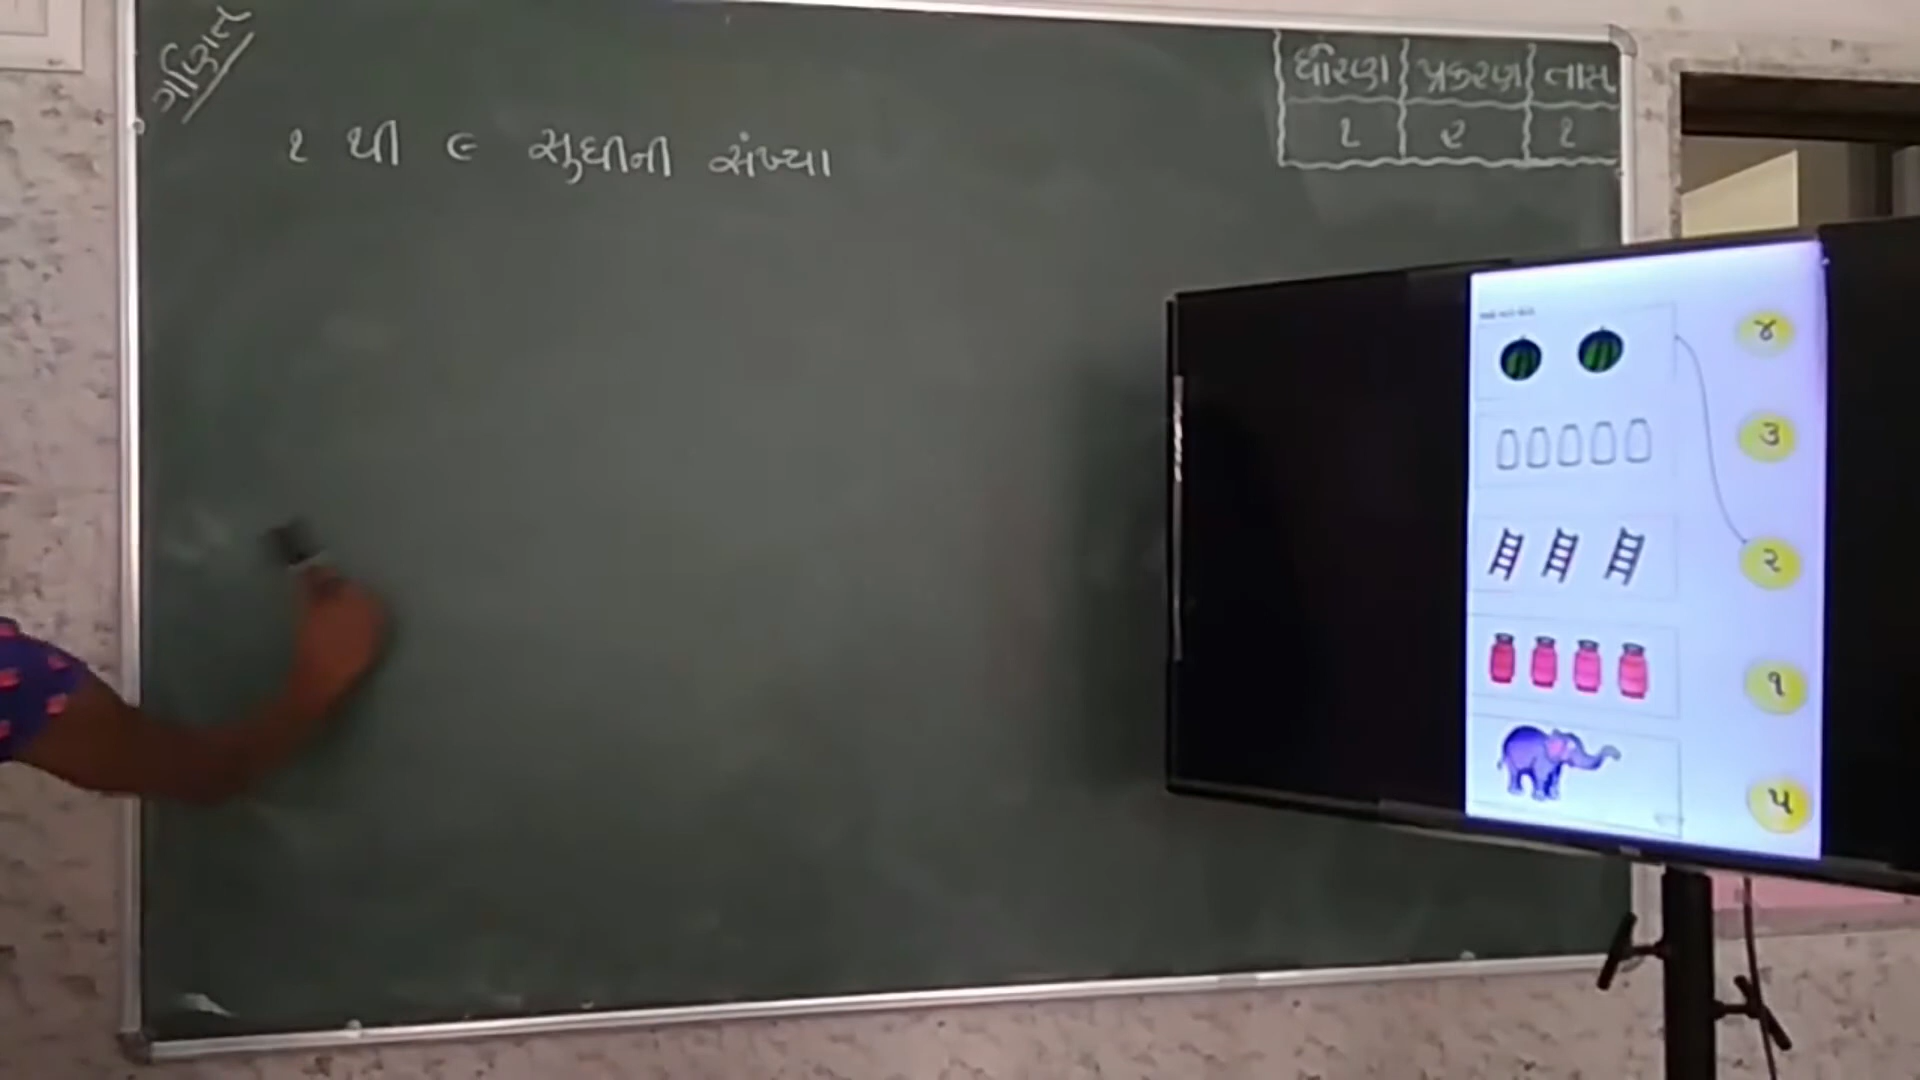 ગણિત
ધોરણ પ્રકરણ તાસ
૧ ૨ ૧
૧ થી ૯ સુધીની સંખ્યા
૪
૩
૨
૧
૫